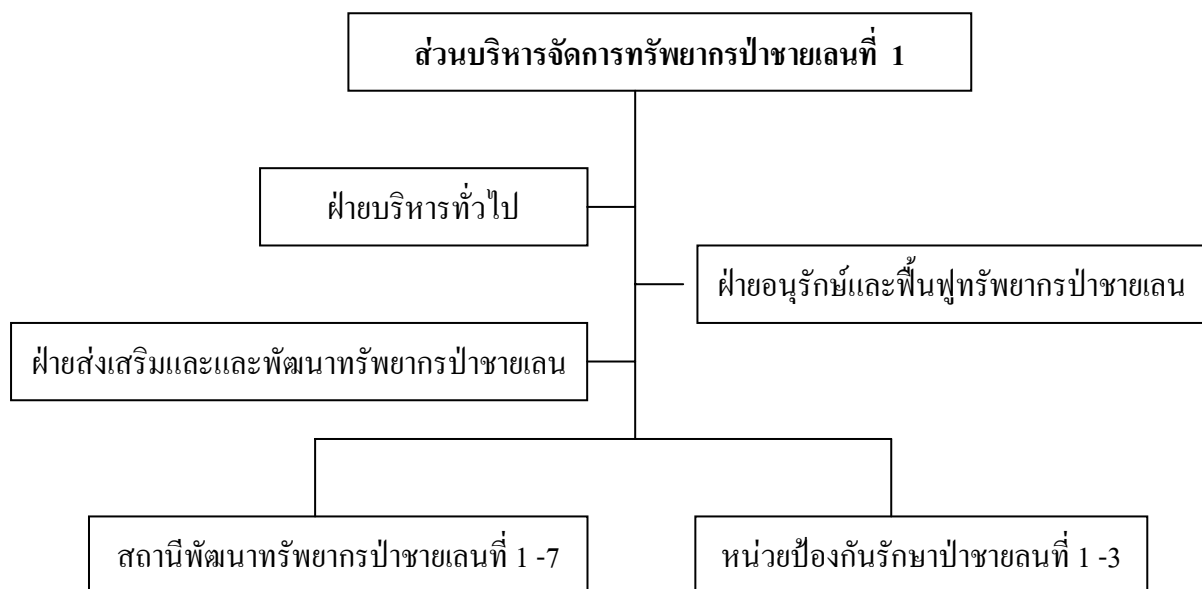 ส่วนบริหารจัดการทรัพยากรป่าชายเลนที่ 1
ฝ่ายบริหารทั่วไป
ฝ่ายอนุรักษ์และฟื้นฟูทรัพยากรป่าชายเลน
ฝ่ายส่งเสริมและและพัฒนาทรัพยากรป่าชายเลน
สถานีพัฒนาทรัพยากรป่าชายเลนที่ 1 -7
หน่วยป้องกันรักษาป่าชายลนที่ 1 -3